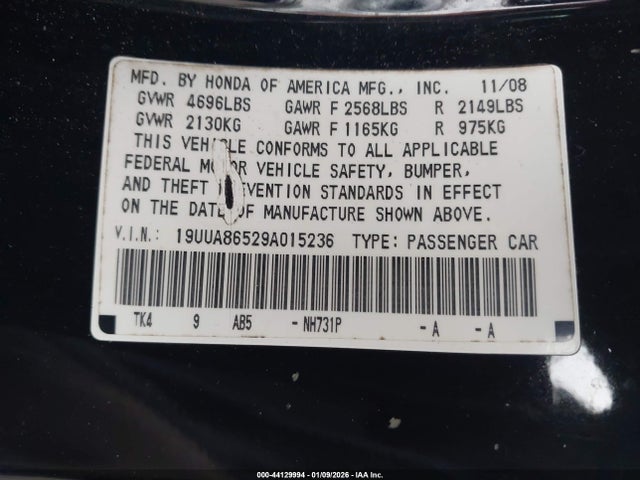 MFD. BY HONDA OF AMERICA MFG., INC. 11/08
GVWR 4696LBS GAWR F 2568LBS R 2149LBS
GVWR 2130KG GAWR F 1165KG R 975KG
THIS VEHICLE CONFORMS TO ALL APPLICABLE
FEDERAL MOTOR VEHICLE SAFETY, BUMPER,
AND THEFT PREVENTION STANDARDS IN EFFECT
ON THE DATE OF MANUFACTURE SHOWN ABOVE.
V.I.N.: 19UUA86529A015236 TYPE: PASSENGER CAR
TK4 9 AB5 -NH731P -A -A
000-44129994 | 01/09/2026 | IAA Inc.